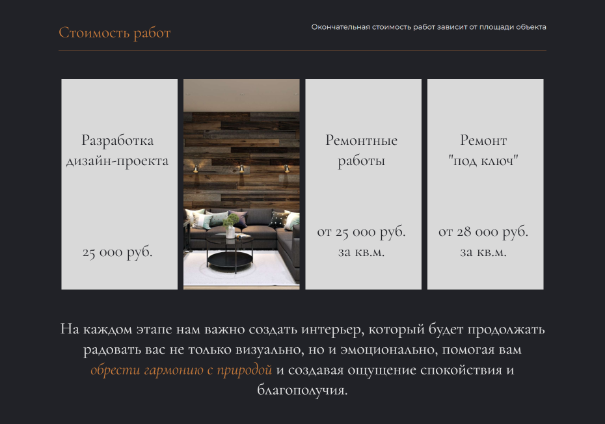 Стоимость работ
Окончательная стоимость работ зависит от площади объекта
Разработка
дизайн-проекта
25 000 руб.
Ремонтные
работы
от 25 000 руб.
за кв.м.
Ремонт
"под ключ"
от 28 000 руб.
за кв.м.
На каждом этапе нам важно создать интерьер, который будет продолжать
радовать вас не только визуально, но и эмоционально, помогая вам
обрести гармонию с природой и создавая ощущение спокойствия и
благополучия.